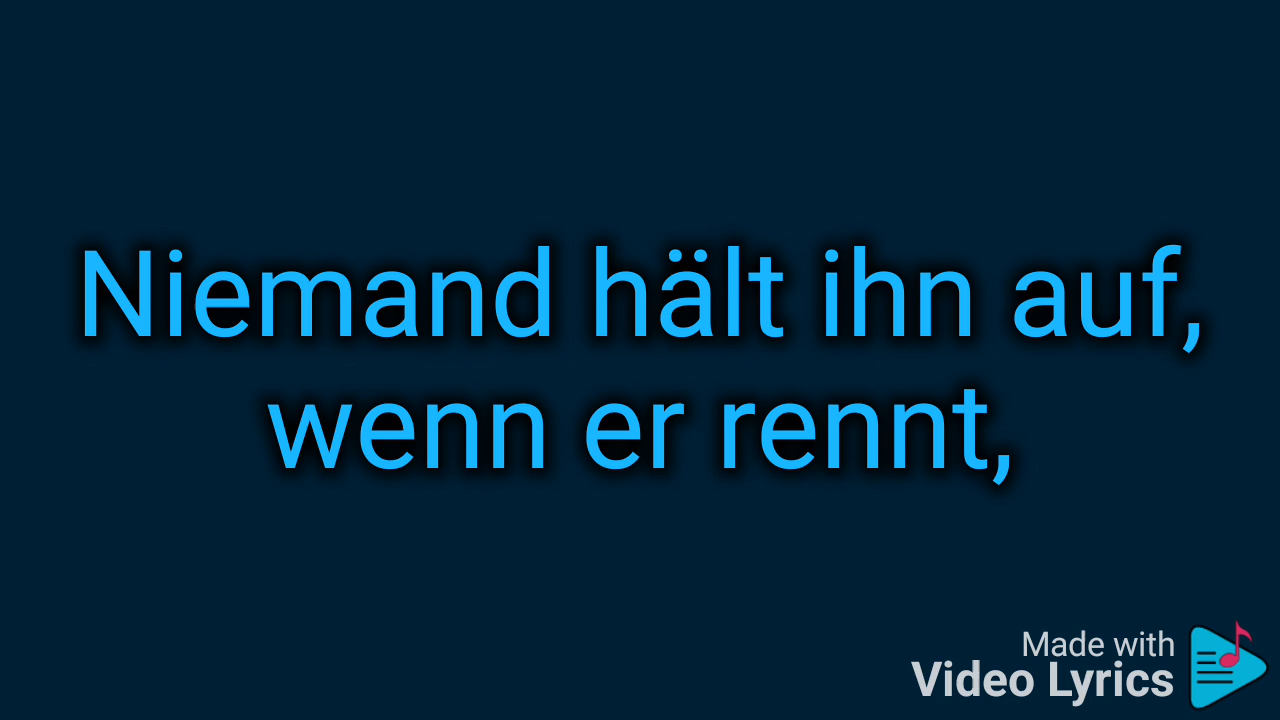 Niemand hält ihn auf,
wenn er rennt,
Made with
Video Lyrics